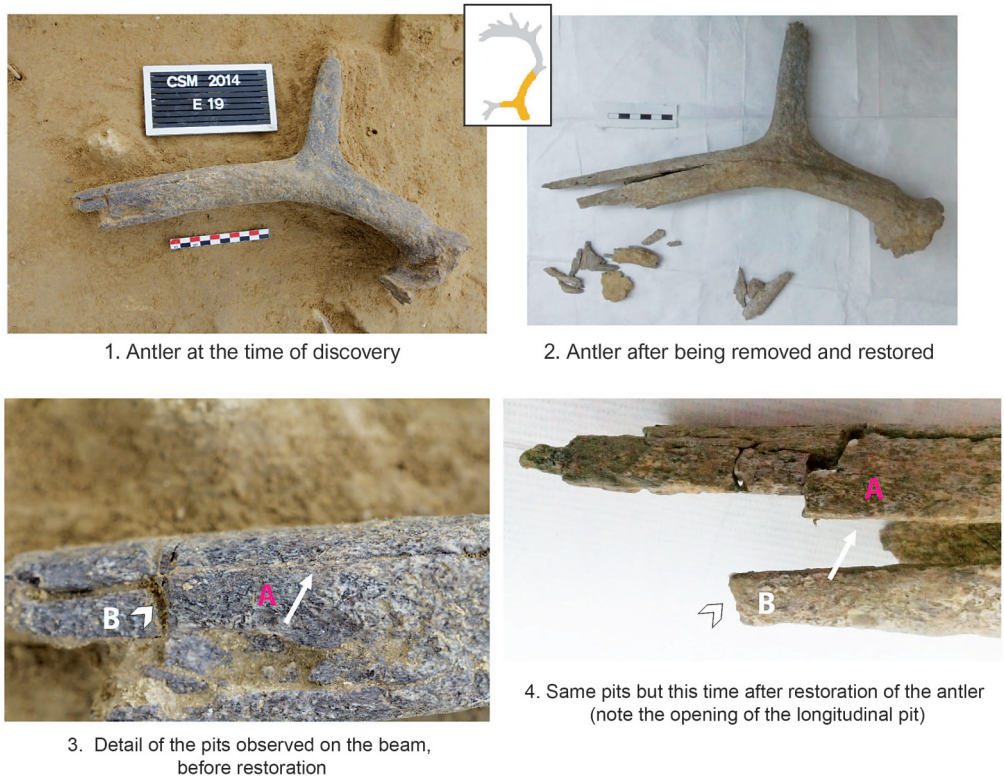 CSM 2014
E 19
1. Antler at the time of discovery
2. Antler after being removed and restored
A
B
3. Detail of the pits observed on the beam,
before restoration
A
B
4. Same pits but this time after restoration of the antler
(note the opening of the longitudinal pit)